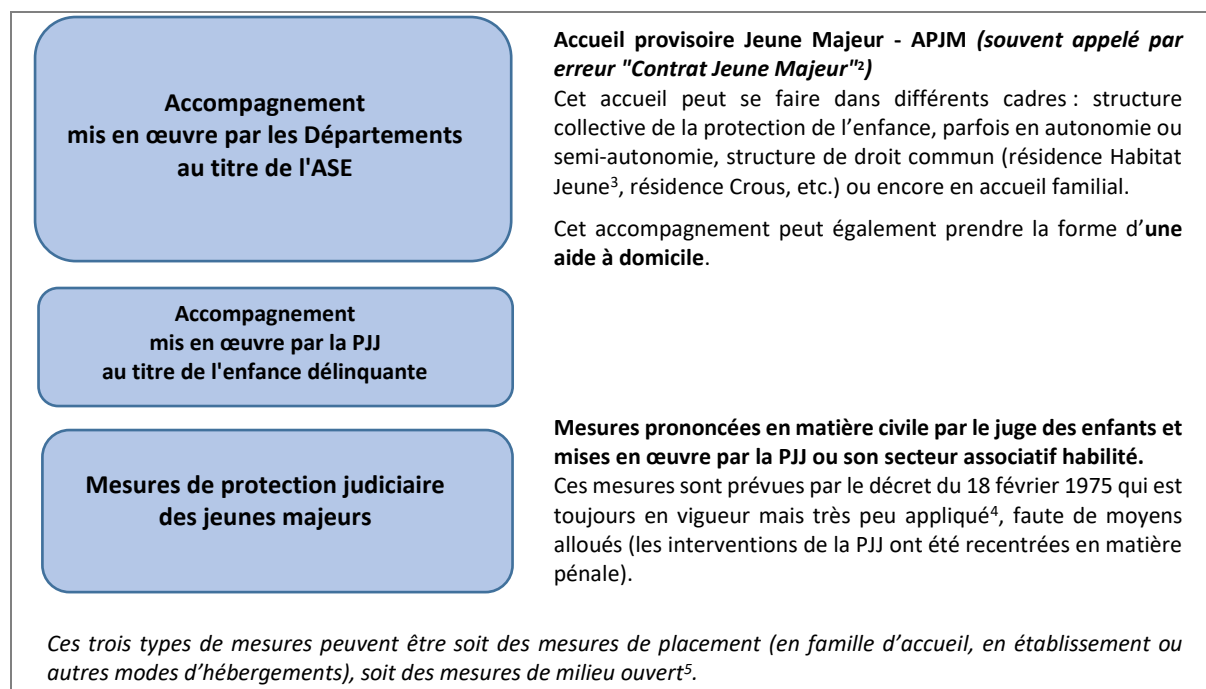 Accompagnement
mis en œuvre par les Départements
au titre de l'ASE
Accueil provisoire Jeune Majeur - APJM (souvent appelé par
erreur "Contrat Jeune Majeur"²)
Cet accueil peut se faire dans différents cadres : structure
collective de la protection de l’enfance, parfois en autonomie ou
semi-autonomie, structure de droit commun (résidence Habitat
Jeune³, résidence Crous, etc.) ou encore en accueil familial.
Cet accompagnement peut également prendre la forme d’une
aide à domicile.
Accompagnement
mis en œuvre par la PJJ
au titre de l'enfance délinquante
Mesures de protection judiciaire
des jeunes majeurs
Mesures prononcées en matière civile par le juge des enfants et
mises en œuvre par la PJJ ou son secteur associatif habilité.
Ces mesures sont prévues par le décret du 18 février 1975 qui est
toujours en vigueur mais très peu appliqué⁴, faute de moyens
alloués (les interventions de la PJJ ont été recentrées en matière
pénale).
Ces trois types de mesures peuvent être soit des mesures de placement (en famille d’accueil, en établissement ou
autres modes d’hébergements), soit des mesures de milieu ouvert⁵.